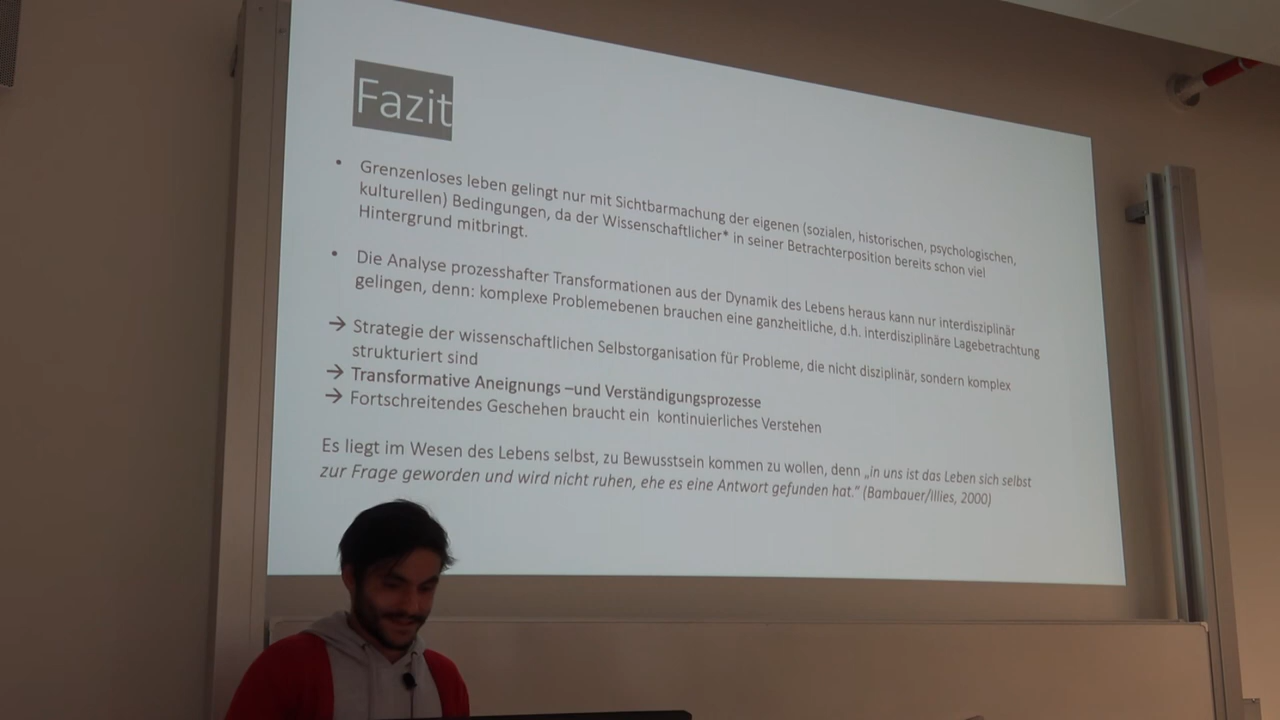 Fazit
• Grenzenloses leben gelingt nur mit Sichtbarmachung der eigenen (sozialen, historischen, psychologischen,
kulturellen) Bedingungen, da der Wissenschaftlicher* in seiner Betrachterposition bereits schon viel
Hintergrund mitbringt.
• Die Analyse prozesshafter Transformationen aus der Dynamik des Lebens heraus kann nur interdisziplinär
gelingen, denn: komplexe Problemebenen brauchen eine ganzheitliche, d.h. interdisziplinäre Lagebetrachtung
→ Strategie der wissenschaftlichen Selbstorganisation für Probleme, die nicht disziplinär, sondern komplex
strukturiert sind
→ Transformative Aneignungs –und Verständigungsprozesse
→ Fortschreitendes Geschehen braucht ein kontinuierliches Verstehen
Es liegt im Wesen des Lebens selbst, zu Bewusstsein kommen zu wollen, denn „in uns ist das Leben sich selbst
zur Frage geworden und wird nicht ruhen, ehe es eine Antwort gefunden hat.“ (Bambauer/Illies, 2000)